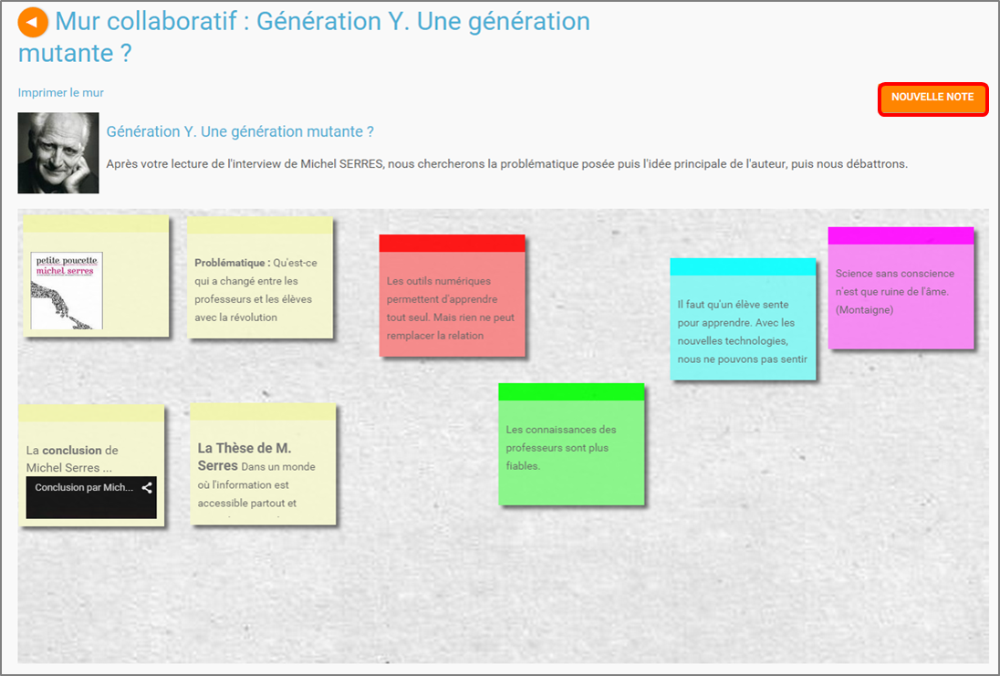 Mur collaboratif : Génération Y. Une génération
mutante ?
Imprimer le mur
NOUVELLE NOTE
Génération Y. Une génération mutante ?
Après votre lecture de l'interview de Michel SERRES, nous chercherons la problématique posée puis l'idée principale de l'auteur, puis nous débattrons.
petite poucette
michel serres
Problématique : Qu'est-ce
qui a changé entre les
professeurs et les élèves
avec la révolution
Les outils numériques
permettent d'apprendre
tout seul. Mais rien ne peut
remplacer la relation
Il faut qu'un élève sente
pour apprendre. Avec les
nouvelles technologies,
nous ne pouvons pas sentir
Science sans conscience
n'est que ruine de l'âme.
(Montaigne)
La conclusion de
Michel Serres ...
Conclusion par Mich...
La Thèse de M.
Serres Dans un monde
où l'information est
accessible partout et
Les connaissances des
professeurs sont plus
fiables.